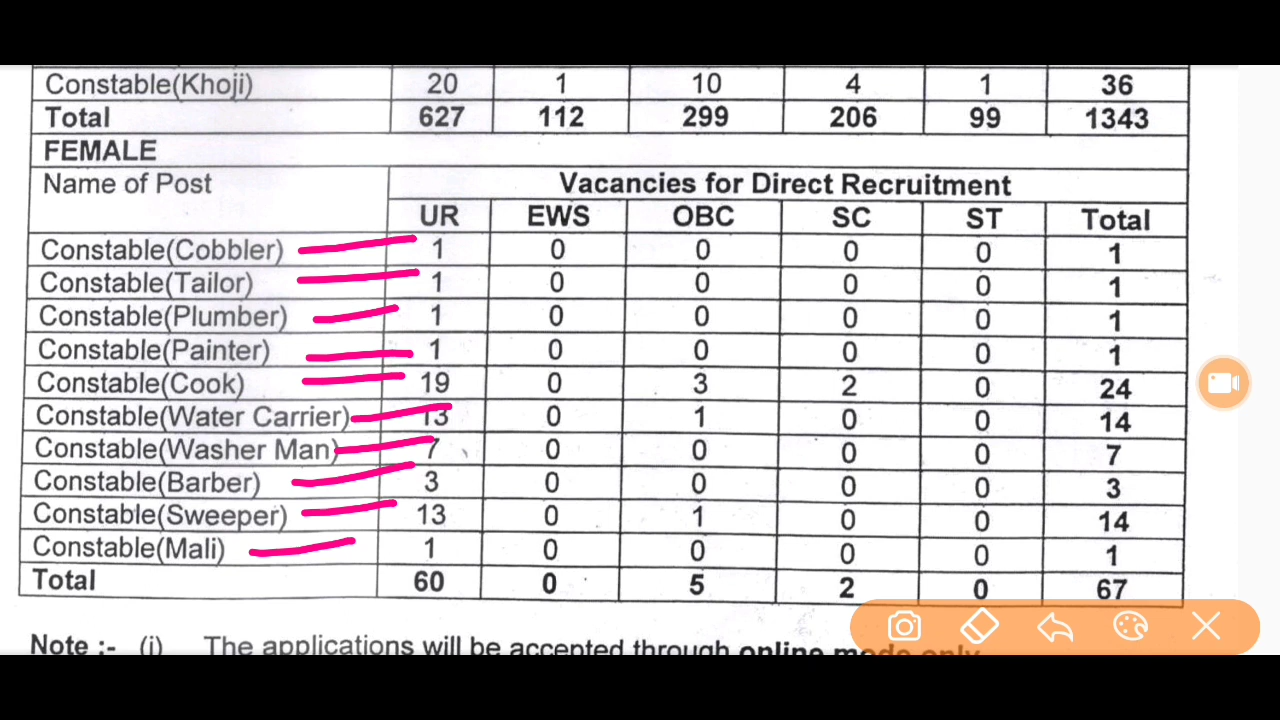 Constable(Khoji) 20 1 10 4 1 36
Total 627 112 299 206 99 1343
FEMALE
Name of Post Vacancies for Direct Recruitment
UR EWS OBC SC ST Total
Constable(Cobbler) 1 0 0 0 0 1
Constable(Tailor) 1 0 0 0 0 1
Constable(Plumber) 1 0 0 0 0 1
Constable(Painter) 1 0 0 0 0 1
Constable(Cook) 19 0 3 2 0 24
Constable(Water Carrier) 13 0 1 0 0 14
Constable(Washer Man) 7 0 0 0 0 7
Constable(Barber) 3 0 0 0 0 3
Constable(Sweeper) 13 0 1 0 0 14
Constable(Mali) 1 0 0 0 0 1
Total 60 0 5 2 0 67
Note :- (i) The applications will be accepted through online mode only